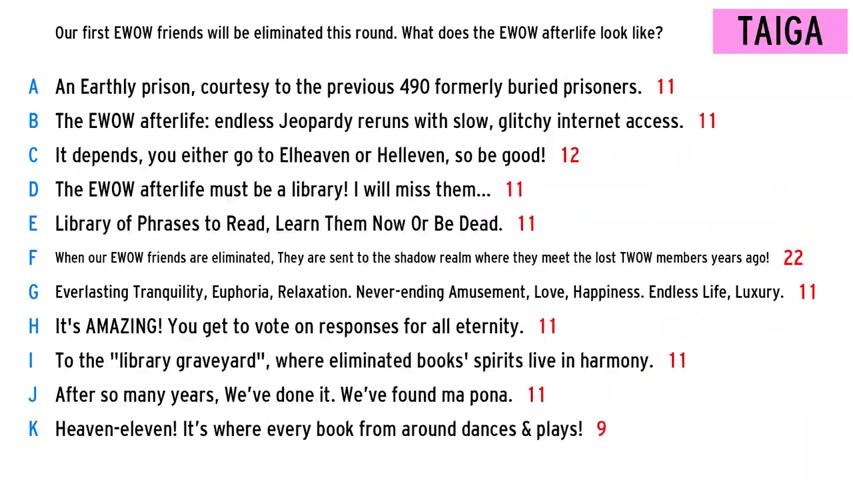 Our first EWOW friends will be eliminated this round. What does the EWOW afterlife look like?
TAIGA
A An Earthly prison, courtesy to the previous 490 formerly buried prisoners. 11
B The EWOW afterlife: endless Jeopardy reruns with slow, glitchy internet access. 11
C It depends, you either go to Elheaven or Helleven, so be good! 12
D The EWOW afterlife must be a library! I will miss them... 11
E Library of Phrases to Read, Learn Them Now Or Be Dead. 11
F When our EWOW friends are eliminated, They are sent to the shadow realm where they meet the lost TWOW members years ago! 22
G Everlasting Tranquility, Euphoria, Relaxation. Never-ending Amusement, Love, Happiness. Endless Life, Luxury. 11
H It's AMAZING! You get to vote on responses for all eternity. 11
I To the "library graveyard", where eliminated books' spirits live in harmony. 11
J After so many years, We've done it. We've found ma pona. 11
K Heaven-eleven! It's where every book from around dances & plays! 9